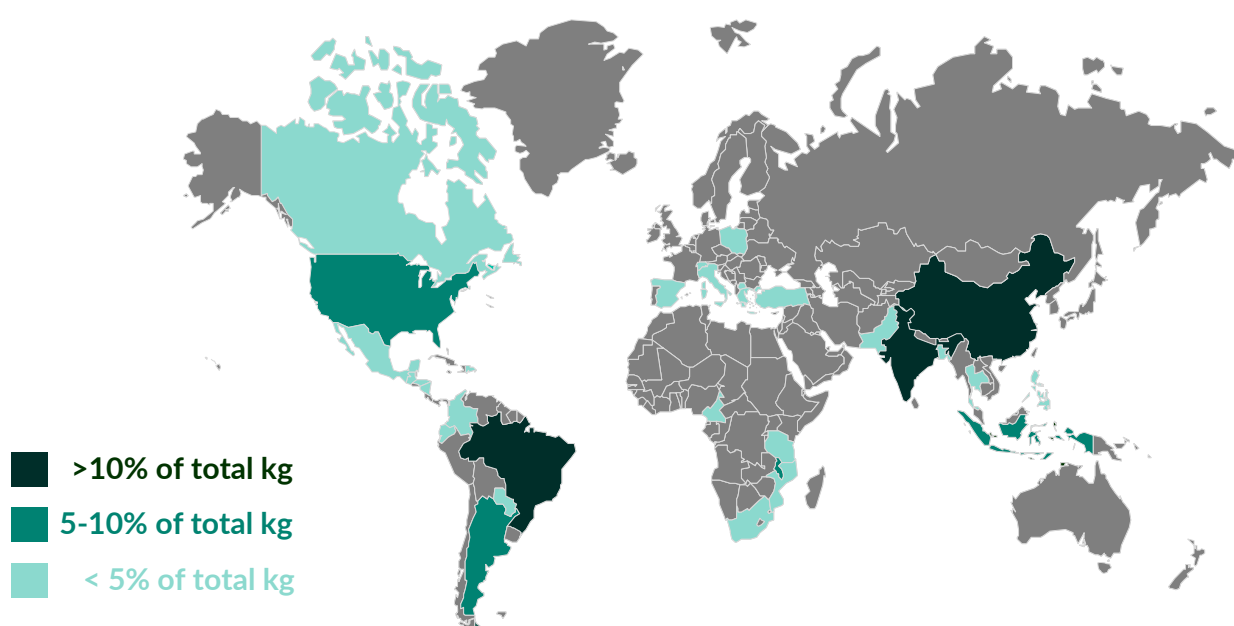 >10% of total kg
5-10% of total kg
< 5% of total kg